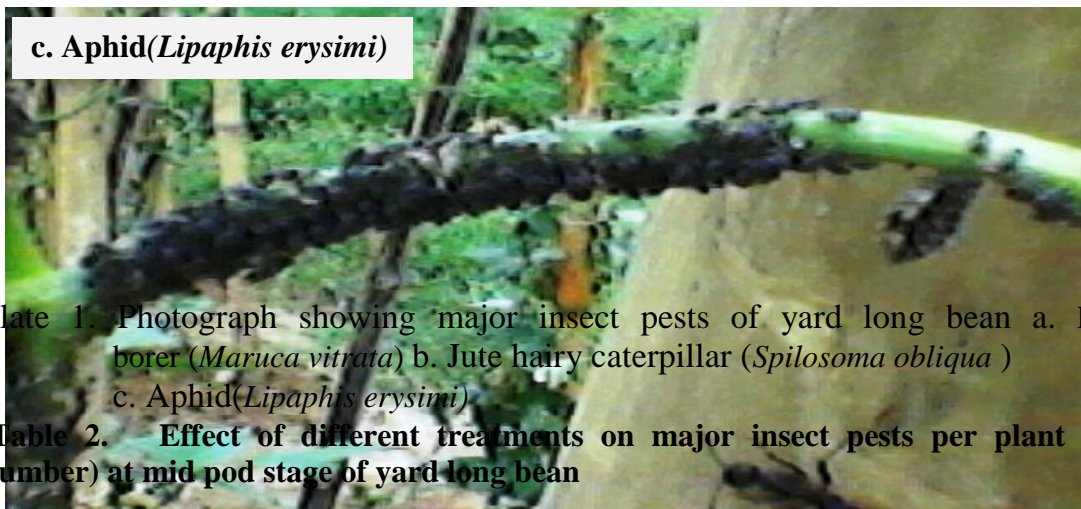 c. Aphid(Lipaphis erysimi)
late 1. Photograph showing major insect pests of yard long bean a.
borer (Maruca vitrata) b. Jute hairy caterpillar (Spilosoma obliqua )
c. Aphid(Lipaphis erysimi)
Table 2. Effect of different treatments on major insect pests per plant
umber) at mid pod stage of yard long bean